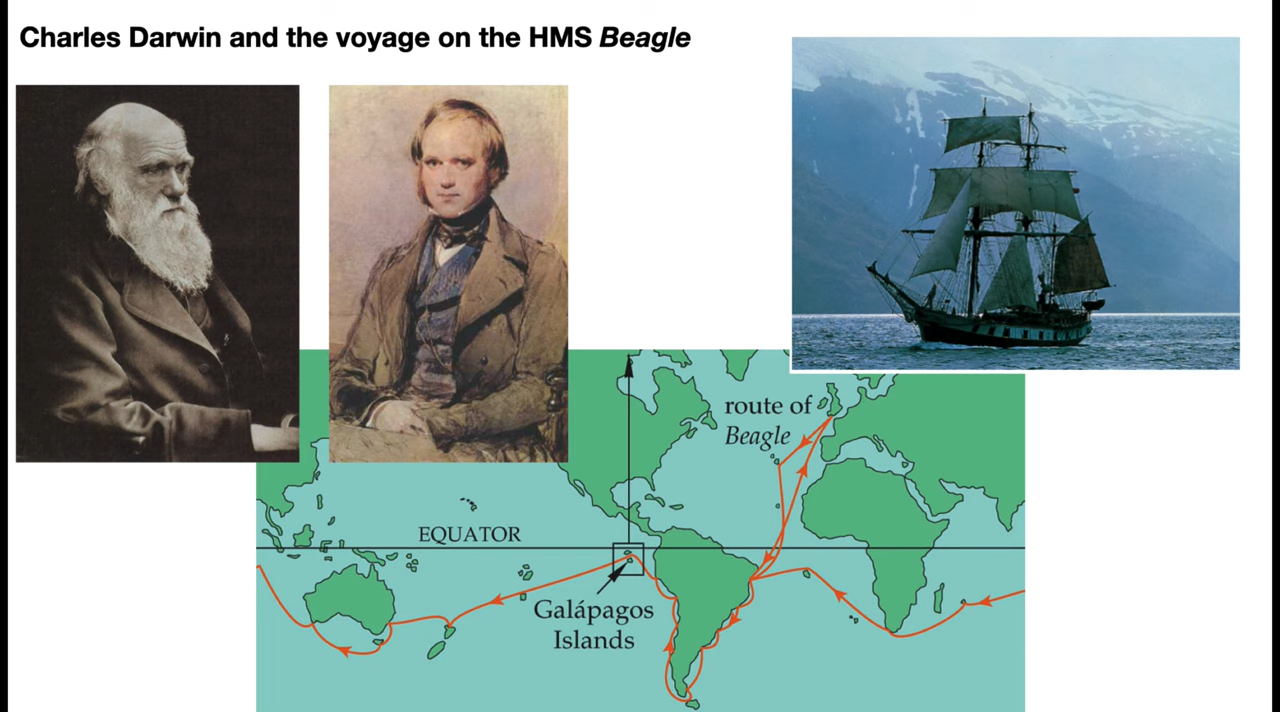 Charles Darwin and the voyage on the HMS Beagle
route of
Beagle
EQUATOR
Galápagos
Islands